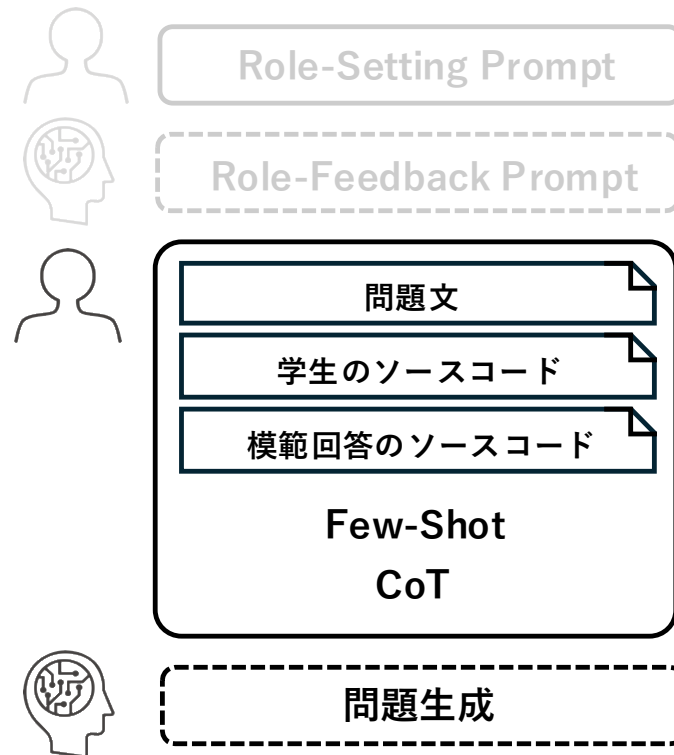 Role-Setting Prompt
Role-Feedback Prompt
問題文
学生のソースコード
模範回答のソースコード
Few-Shot
CoT
問題生成